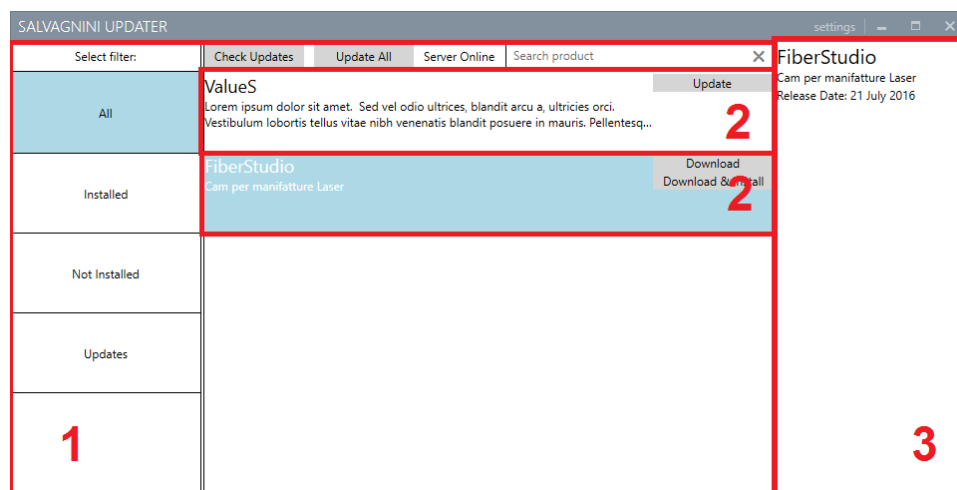 SALVAGNINI UPDATER
settings
Select filter:
Check Updates
Update All
Server Online
Search product
All
Installed
Not Installed
Updates
1
ValueS
Lorem ipsum dolor sit amet.  Sed vel odio ultrices, blandit arcu a, ultricies orci.
Vestibulum lobortis tellus vitae nibh venenatis blandit posuere in mauris. Pellentesq...
Update
2
FiberStudio
Cam per manifatture Laser
Download
Download & Install
2
FiberStudio
Cam per manifatture Laser
Release Date: 21 July 2016
3